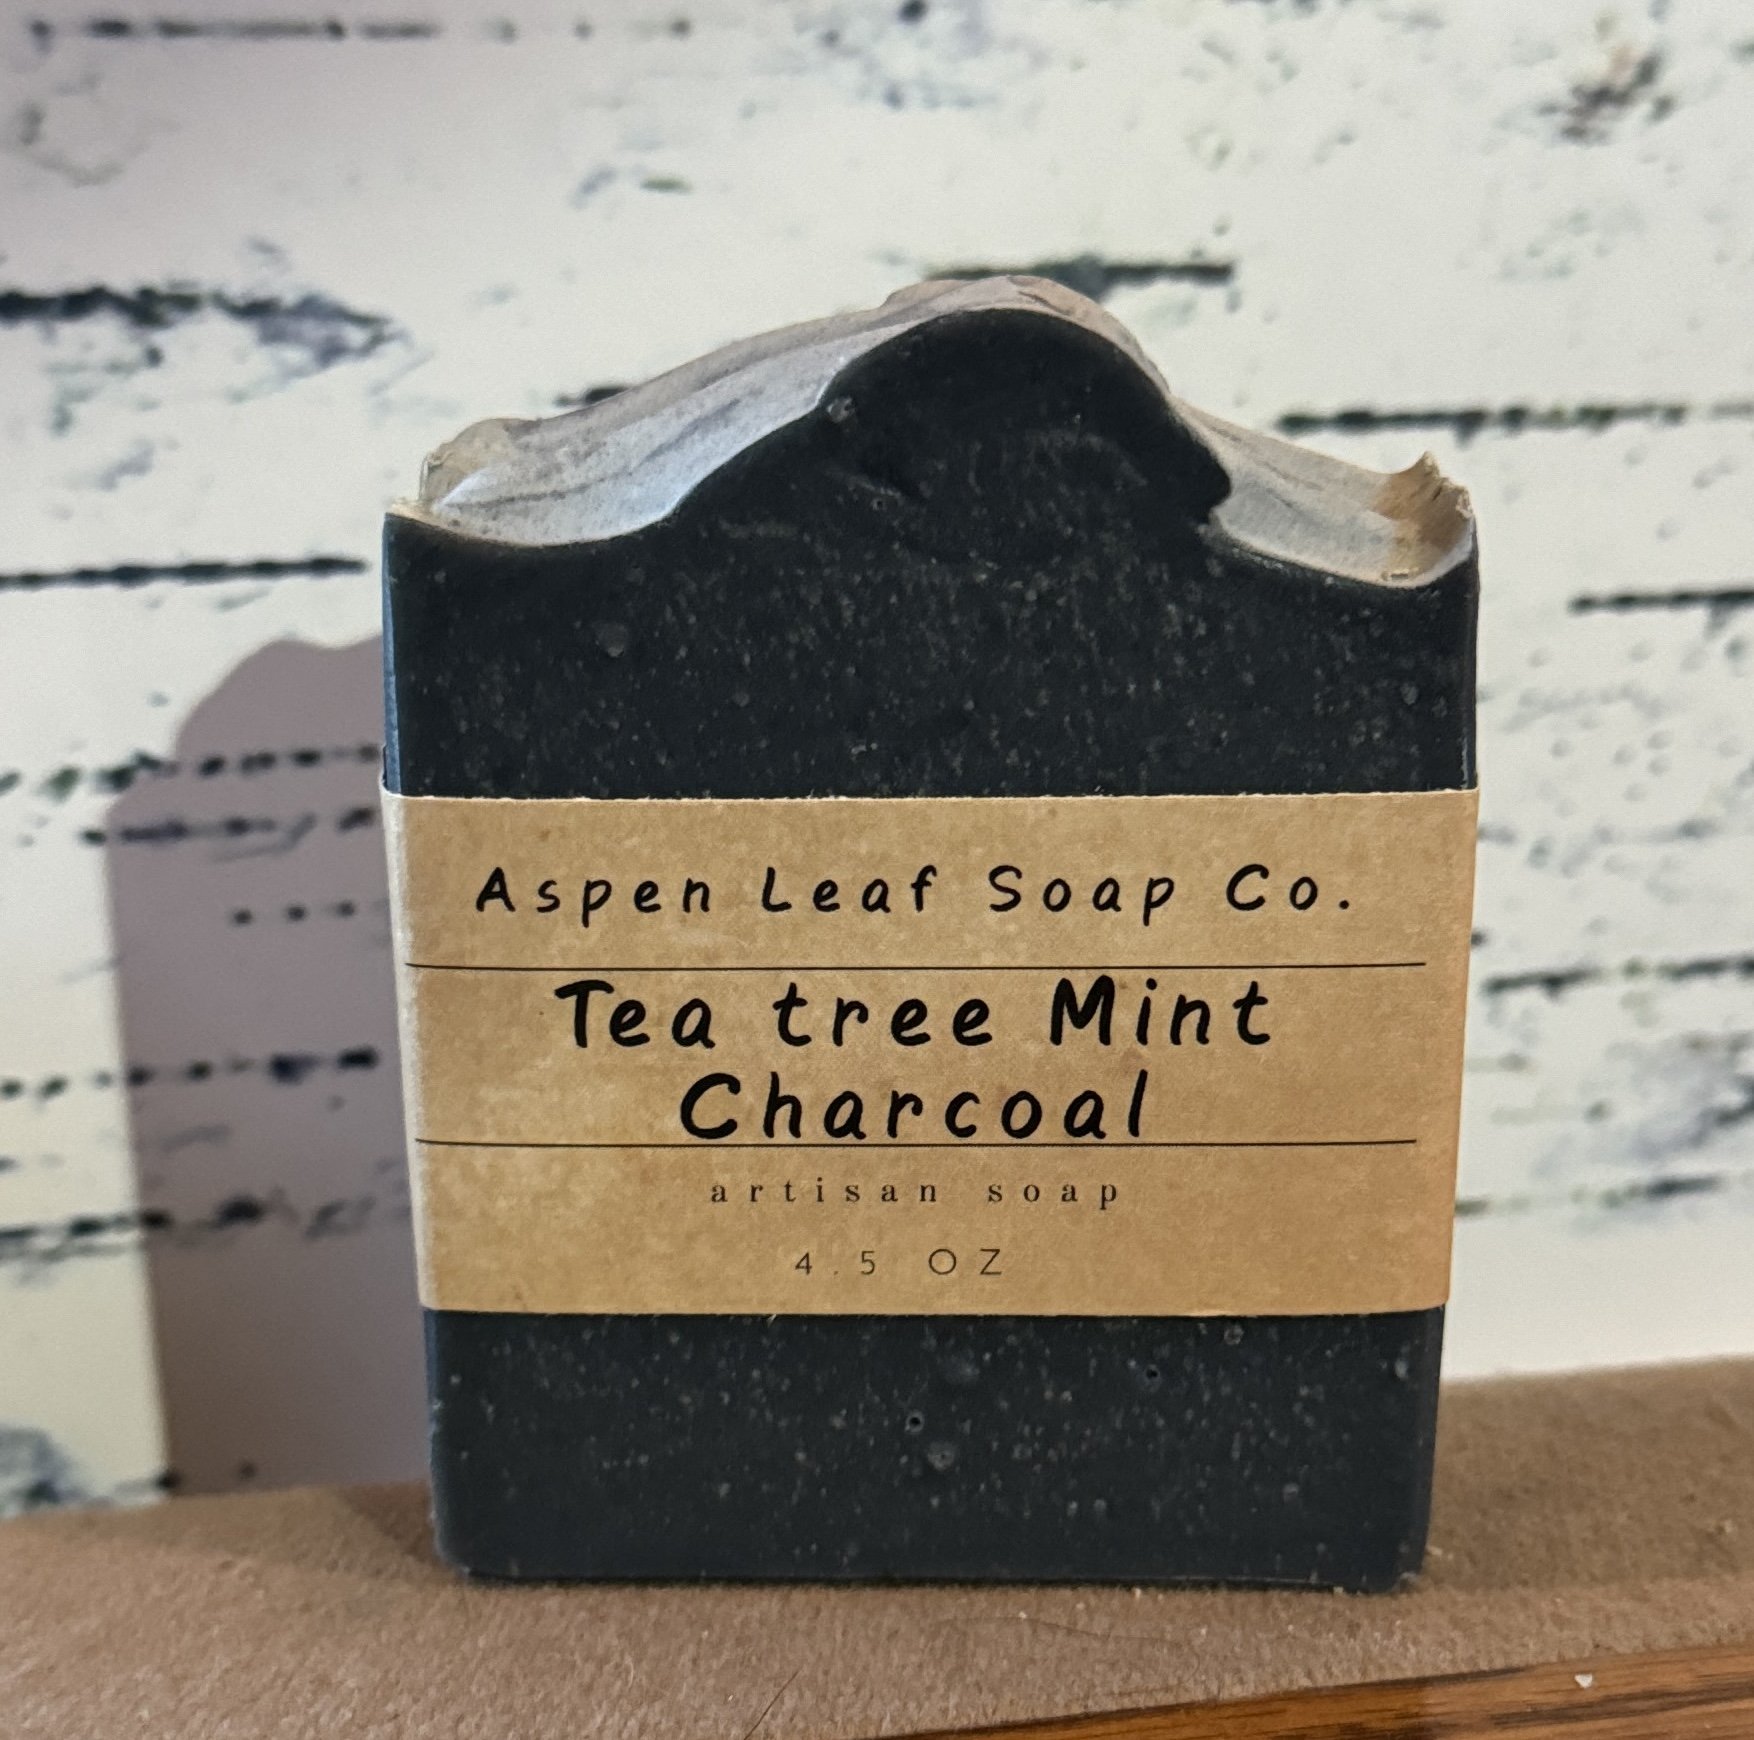 Aspen Leaf Soap Co.
Tea tree Mint
Charcoal
artisan soap
4.5 OZ